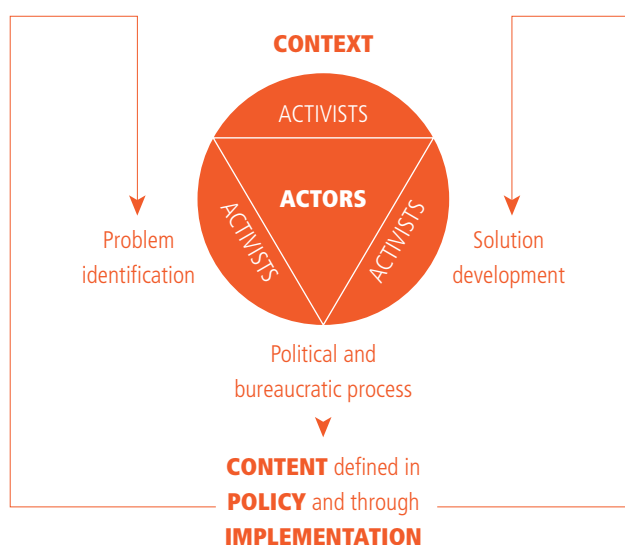 CONTEXT
ACTIVISTS
ACTORS
ACTIVISTS
ACTIVISTS
Problem
identification
Solution
development
Political and
bureaucratic process
CONTENT defined in
POLICY and through
IMPLEMENTATION